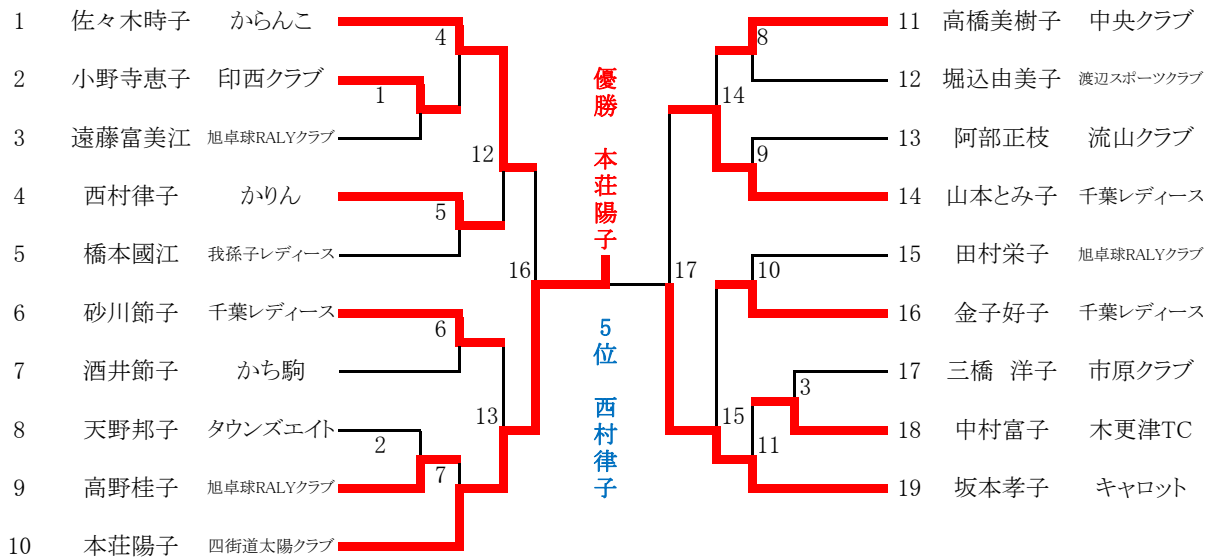 1 佐々木時子 からんこ
2 小野寺恵子 印西クラブ
3 遠藤富美江 旭卓球RALYクラブ
4 西村律子 かりん
5 橋本國江 我孫子レディース
6 砂川節子 千葉レディース
7 酒井節子 かち駒
8 天野邦子 タウンズエイト
9 高野桂子 旭卓球RALYクラブ
10 本荘陽子 四街道太陽クラブ
4
1
12
5
16
6
13
2
7
優勝 本荘陽子
5位 西村律子
8
14
9
17
10
3
15
11
11 高橋美樹子 中央クラブ
12 堀込由美子 渡辺スポーツクラブ
13 阿部正枝 流山クラブ
14 山本とみ子 千葉レディース
15 田村栄子 旭卓球RALYクラブ
16 金子好子 千葉レディース
17 三橋 洋子 市原クラブ
18 中村富子 木更津TC
19 坂本孝子 キャロット